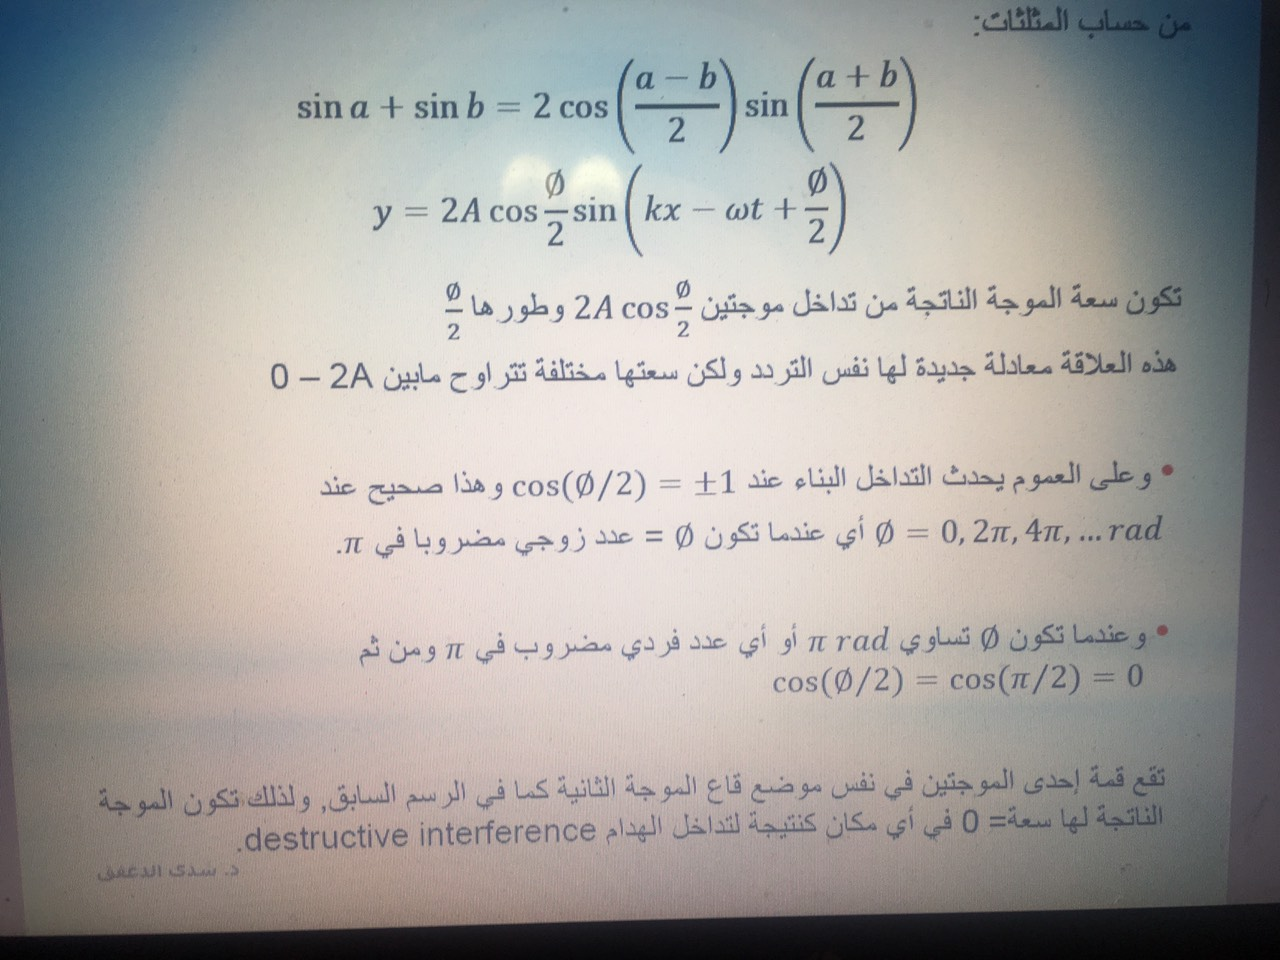 من حساب المثلثات:
sin a + sin b = 2 cos((a − b)/2) sin((a + b)/2)
y = 2A cos Ø/2 sin(kx − ωt + Ø/2)
تكون سعة الموجة الناتجة من تداخل موجتين 2A cos Ø/2 وطورها Ø/2
هذه العلاقة معادلة جديدة لها نفس التردد ولكن سعتها مختلفة تتراوح مابين 0 – 2A
• وعلى العموم يحدث التداخل البناء عند cos(Ø/2) = ±1 وهذا صحيح عند
Ø = 0, 2π, 4π, ... rad أي عندما تكون Ø = عدد زوجي مضروبا في π.
• وعندما تكون Ø تساوي π rad أو أي عدد فردي مضروب في π ومن ثم
cos(Ø/2) = cos(π/2) = 0
تقع قمة إحدى الموجتين في نفس موضع قاع الموجة الثانية كما في الرسم السابق, ولذلك تكون الموجة
الناتجة لها سعة= 0 في أي مكان كنتيجة لتداخل الهدام destructive interference.
د. شدى الدغفق